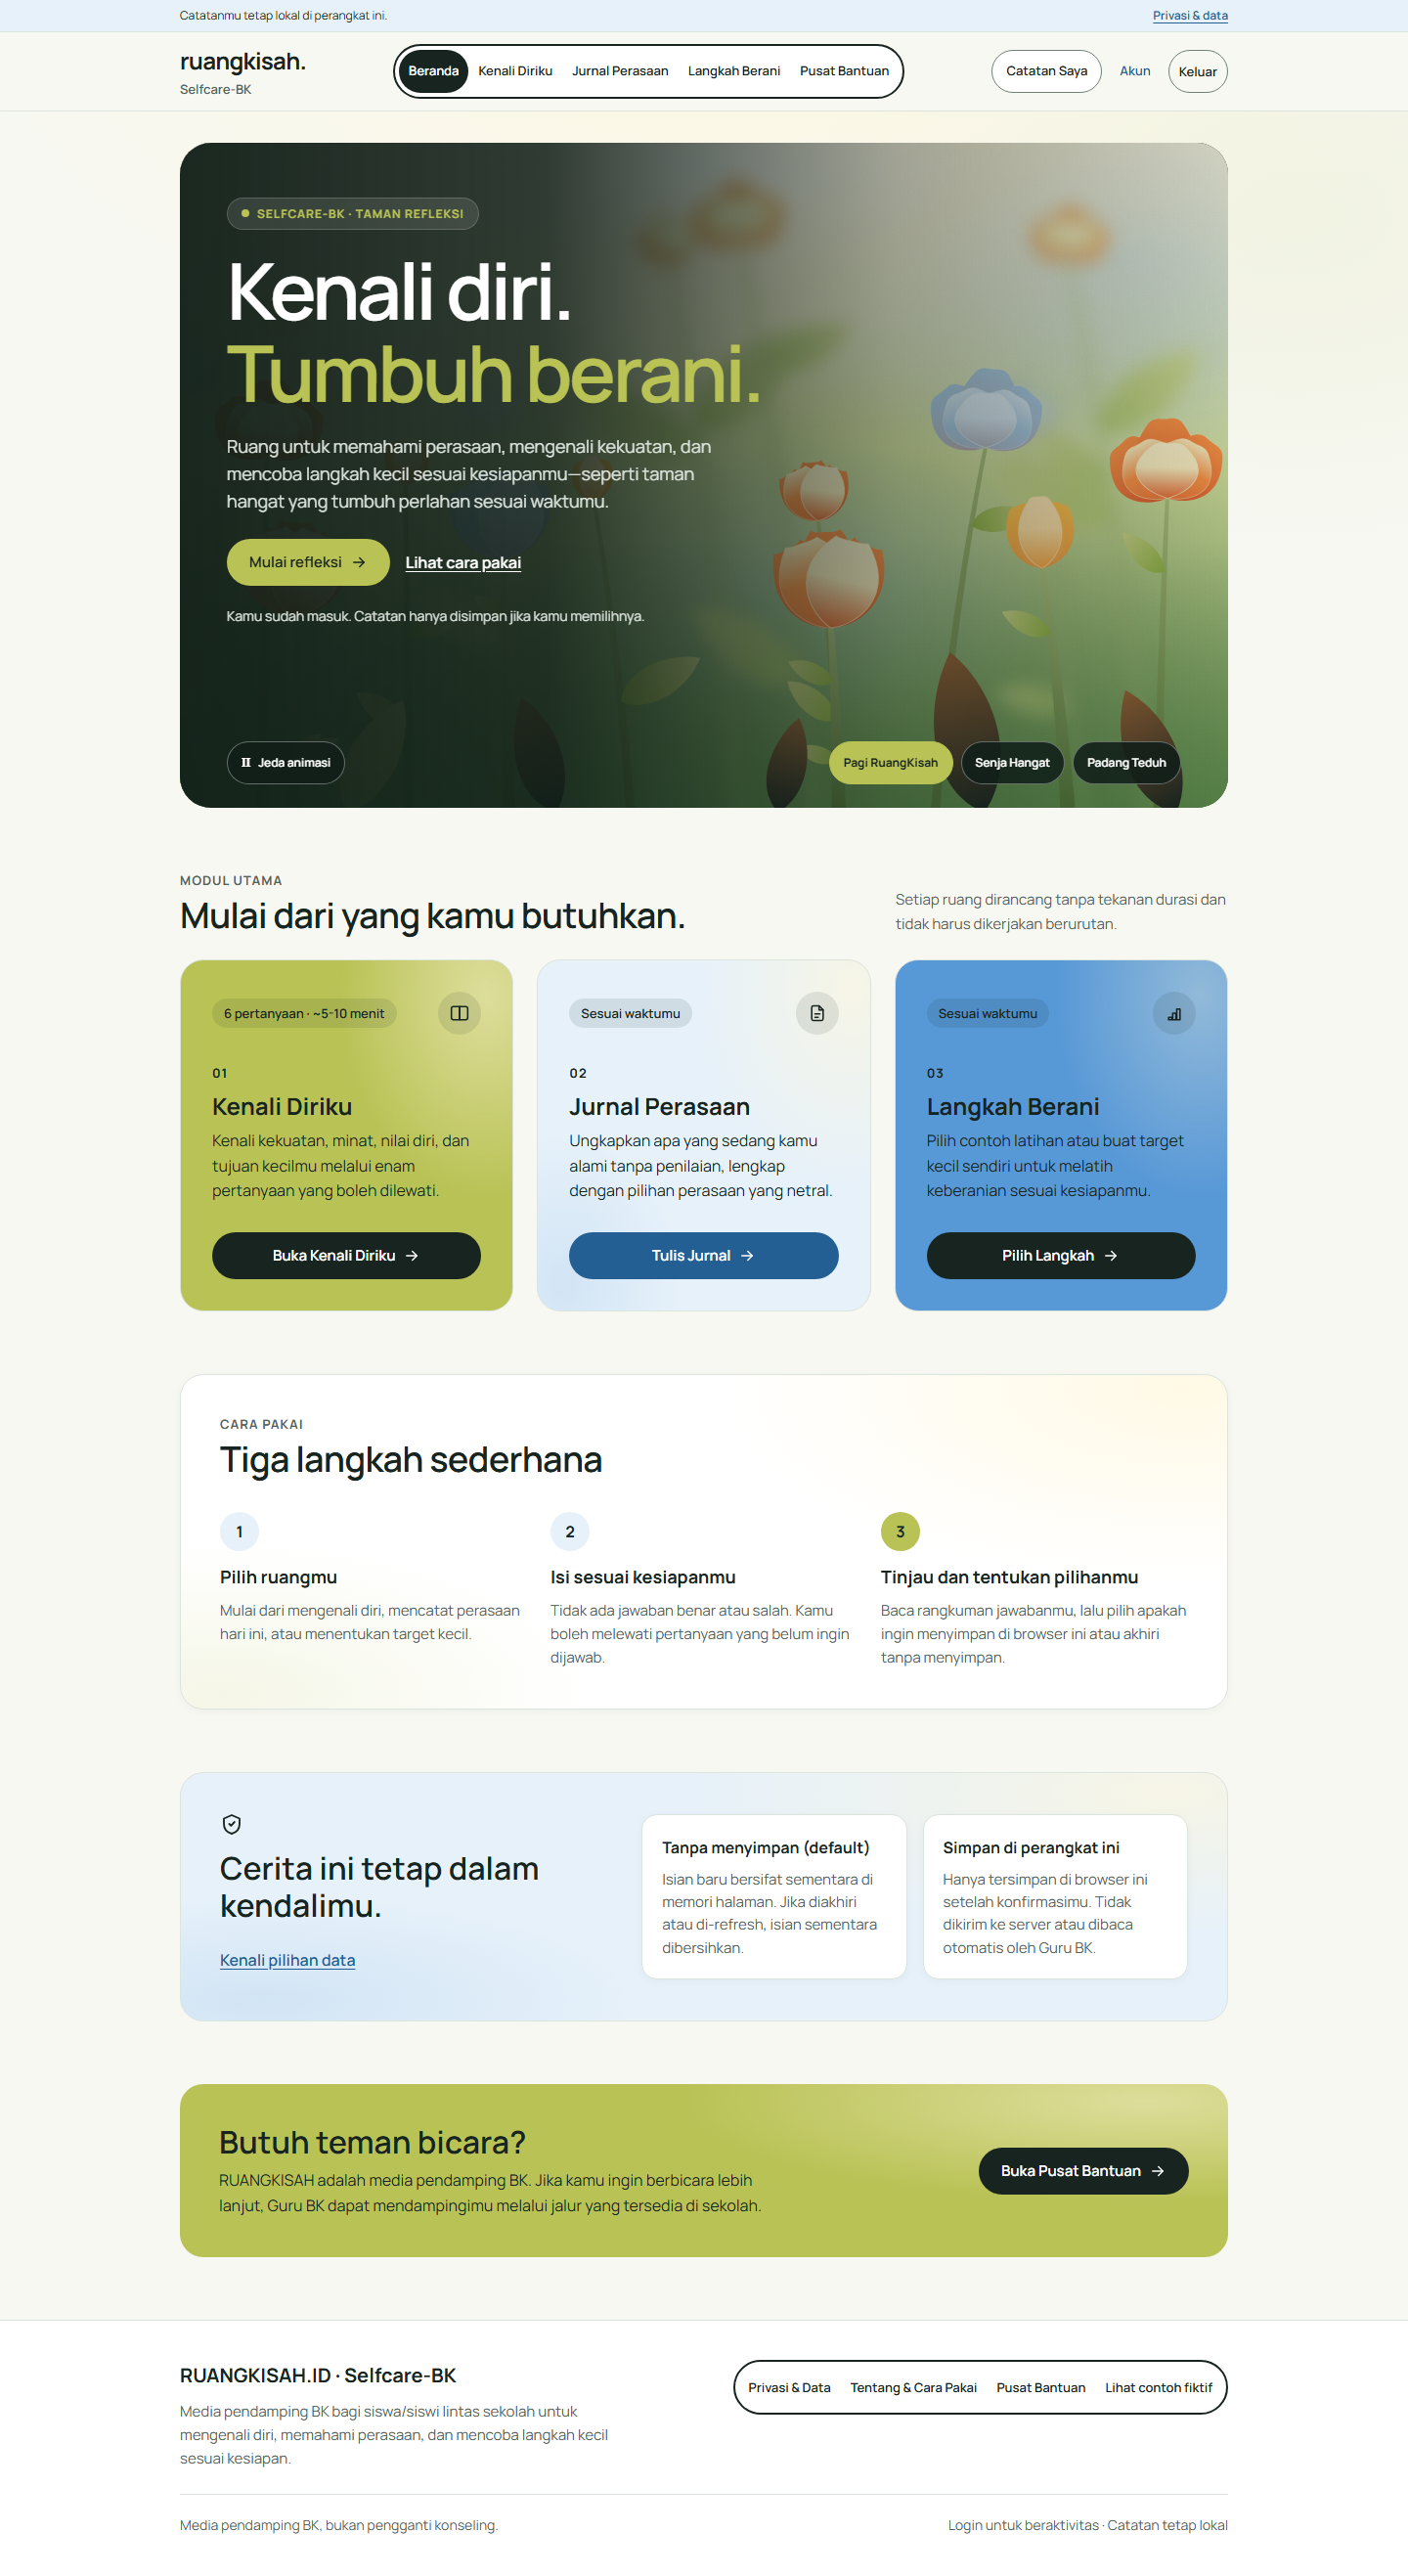 Catatanmu tetap lokal di perangkat ini.
Privasi & data
ruangkisah.
Selfcare-BK
Beranda
Kenali Diriku
Jurnal Perasaan
Langkah Berani
Pusat Bantuan
Catatan Saya
Akun
Keluar
SELFCARE-BK · TAMAN REFLEKSI
Kenali diri.
Tumbuh berani.
Ruang untuk memahami perasaan, mengenali kekuatan, dan
mencoba langkah kecil sesuai kesiapanmu—seperti taman
hangat yang tumbuh perlahan sesuai waktumu.
Mulai refleksi →
Lihat cara pakai
Kamu sudah masuk. Catatan hanya disimpan jika kamu memilihnya.
Jeda animasi
Pagi RuangKisah
Senja Hangat
Padang Teduh
MODUL UTAMA
Mulai dari yang kamu butuhkan.
Setiap ruang dirancang tanpa tekanan durasi dan
tidak harus dikerjakan berurutan.
6 pertanyaan · ~5-10 menit
01
Kenali Diriku
Kenali kekuatan, minat, nilai diri, dan
tujuan kecilmu melalui enam
pertanyaan yang boleh dilewati.
Buka Kenali Diriku →
Sesuai waktumu
02
Jurnal Perasaan
Ungkapkan apa yang sedang kamu
alami tanpa penilaian, lengkap
dengan pilihan perasaan yang netral.
Tulis Jurnal →
Sesuai waktumu
03
Langkah Berani
Pilih contoh latihan atau buat target
kecil sendiri untuk melatih
keberanian sesuai kesiapanmu.
Pilih Langkah →
CARA PAKAI
Tiga langkah sederhana
1
Pilih ruangmu
Mulai dari mengenali diri, mencatat perasaan
hari ini, atau menentukan target kecil.
2
Isi sesuai kesiapanmu
Tidak ada jawaban benar atau salah. Kamu
boleh melewati pertanyaan yang belum ingin
dijawab.
3
Tinjau dan tentukan pilihanmu
Baca rangkuman jawabanmu, lalu pilih apakah
ingin menyimpan di browser ini atau akhiri
tanpa menyimpan.
Cerita ini tetap dalam
kendalimu.
Kenali pilihan data
Tanpa menyimpan (default)
Isian baru bersifat sementara di
memori halaman. Jika diakhiri
atau di-refresh, isian sementara
dibersihkan.
Simpan di perangkat ini
Hanya tersimpan di browser ini
setelah konfirmasimu. Tidak
dikirim ke server atau dibaca
otomatis oleh Guru BK.
Butuh teman bicara?
RUANGKISAH adalah media pendamping BK. Jika kamu ingin berbicara lebih
lanjut, Guru BK dapat mendampingimu melalui jalur yang tersedia di sekolah.
Buka Pusat Bantuan →
RUANGKISAH.ID · Selfcare-BK
Media pendamping BK bagi siswa/siswi lintas sekolah untuk
mengenali diri, memahami perasaan, dan mencoba langkah kecil
sesuai kesiapan.
Privasi & Data
Tentang & Cara Pakai
Pusat Bantuan
Lihat contoh fiktif
Media pendamping BK, bukan pengganti konseling.
Login untuk beraktivitas · Catatan tetap lokal